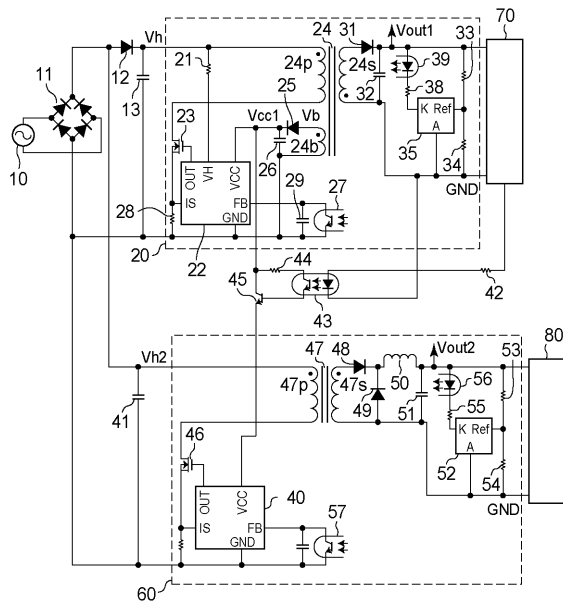 70
Vh
24
31
Vout1
33
12
21
39
11
24p
24s
38
13
25
32
K Ref
A
23
Vcc1
Vb
35
34
26
24b
10
OUT
VH
VCC
29
27
GND
28
IS
FB
GND
20
22
44
45
43
42
Vh2
47
48
Vout2
53
80
47p
47s
50
56
41
49
51
55
K Ref
A
46
52
54
OUT
VCC
40
GND
57
IS
FB
GND
60